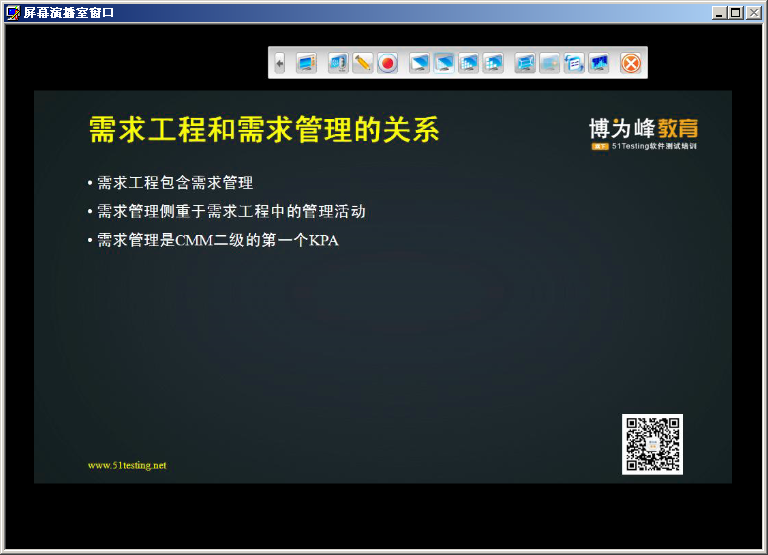 屏幕演播室窗口
需求工程和需求管理的关系
博为峰教育
51Testing软件测试培训
• 需求工程包含需求管理
• 需求管理侧重于需求工程中的管理活动
• 需求管理是CMM二级的第一个KPA
www.51testing.net